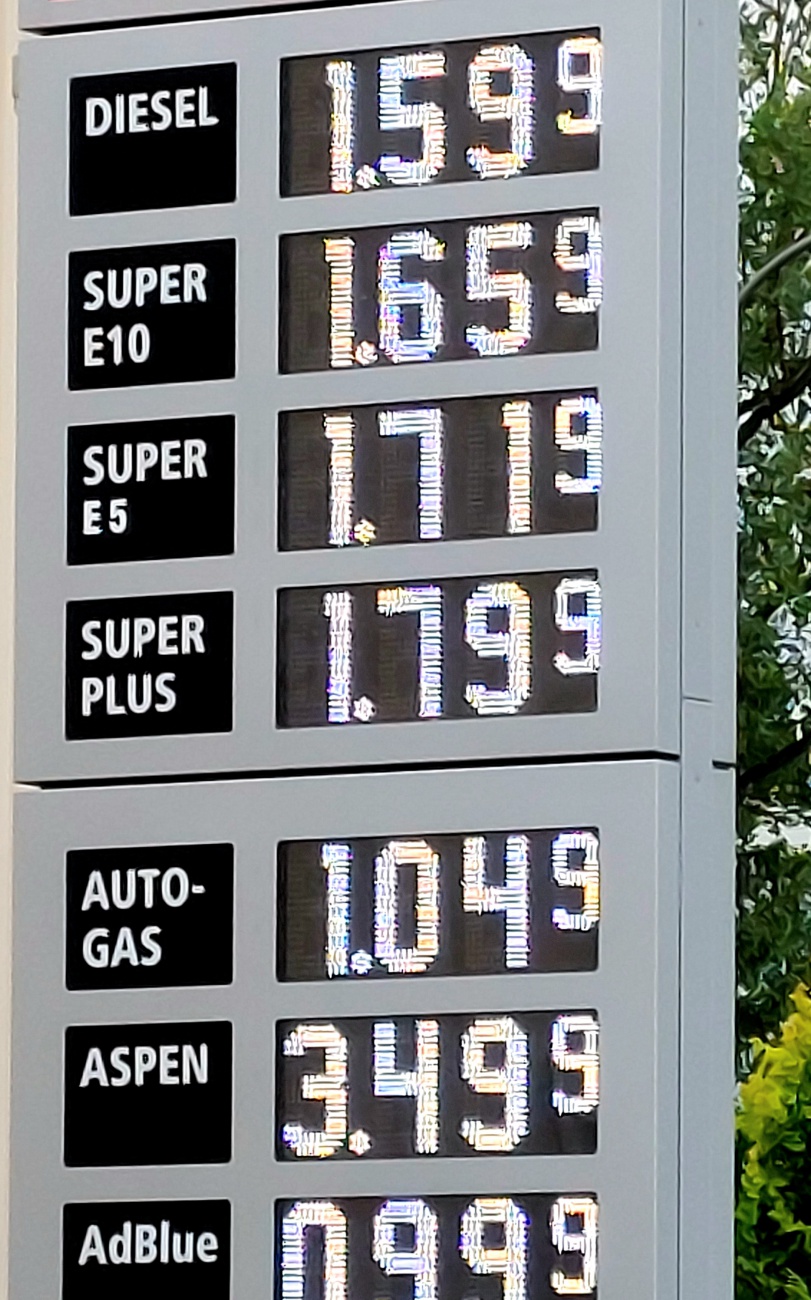 DIESEL 1.59⁹
SUPER E10 1.65⁹
SUPER E5 1.71⁹
SUPER PLUS 1.79⁹
AUTO-GAS 1.04⁹
ASPEN 3.49⁹
AdBlue 0.99⁹